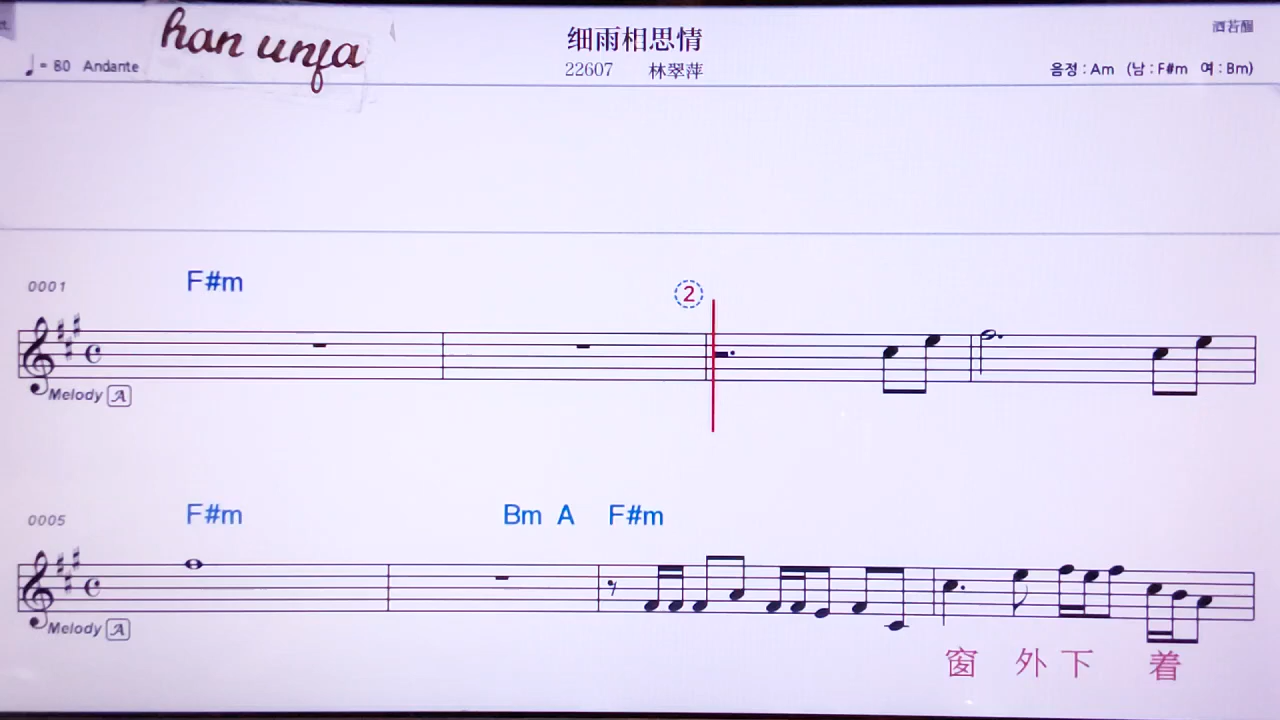 han unfa
细雨相思情
♩= 80 Andante
22607 林翠萍
음정 : Am (남 : F#m 여 : Bm)
0001
F#m
2
Melody A
0005
F#m Bm A F#m
Melody A
窗 外 下 着